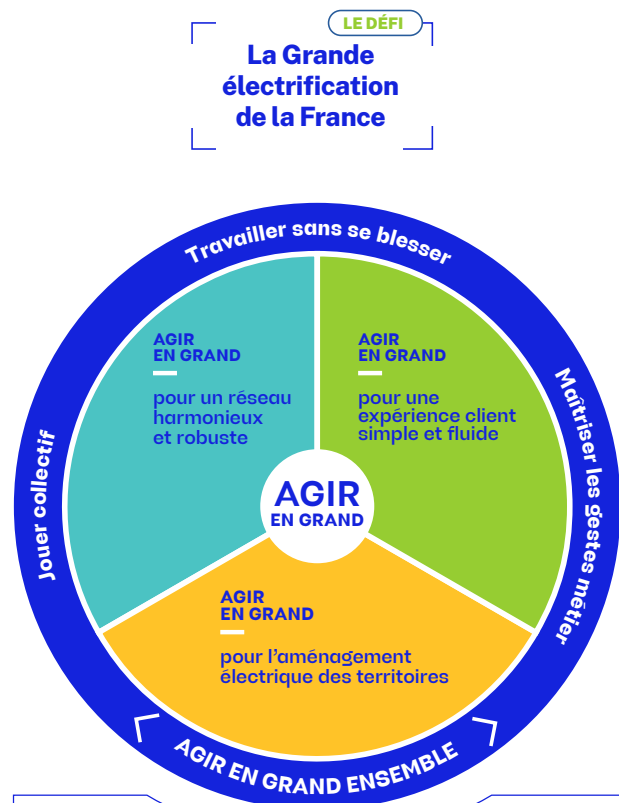 LE DÉFI
La Grande
électrification
de la France
Travailler sans se blesser
Jouer collectif
Maîtriser les gestes métier
AGIR
EN GRAND
pour un réseau
harmonieux
et robuste
AGIR
EN GRAND
pour une
expérience client
simple et fluide
AGIR
EN GRAND
AGIR
EN GRAND
pour l'aménagement
électrique des territoires
AGIR EN GRAND ENSEMBLE